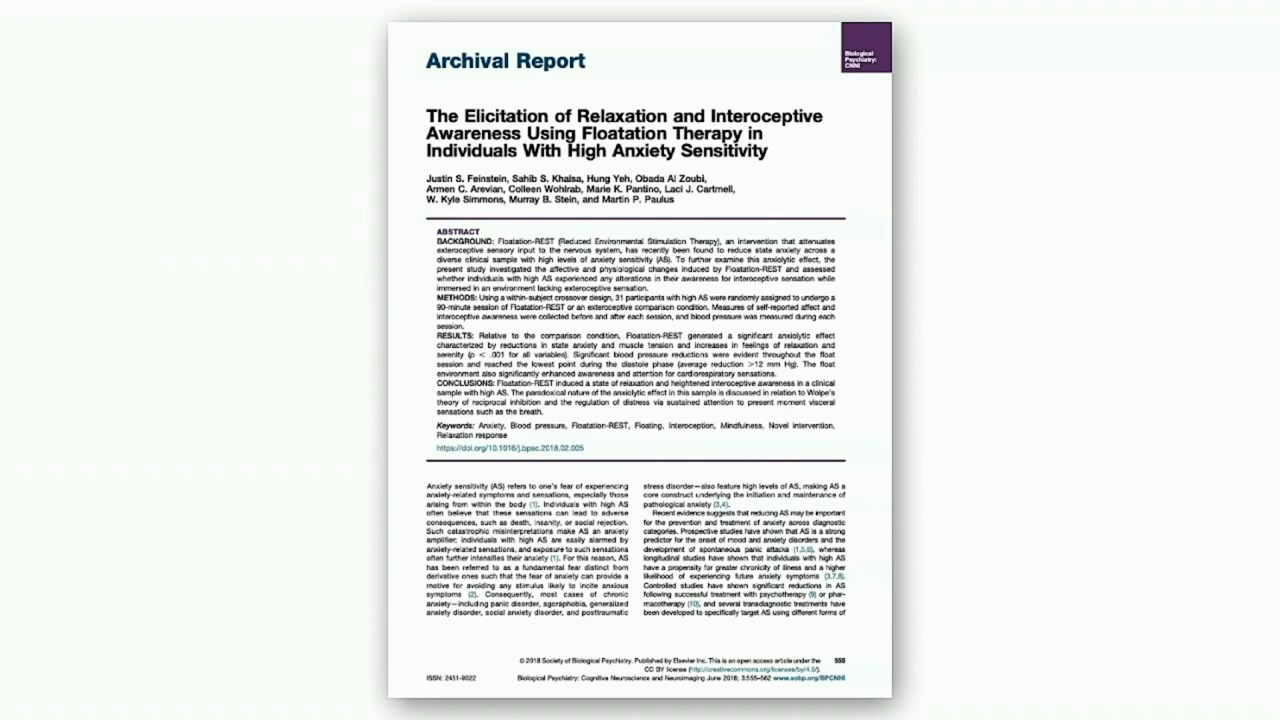 Archival Report
Biological
Psychiatry:
CNNI
The Elicitation of Relaxation and Interoceptive
Awareness Using Floatation Therapy in
Individuals With High Anxiety Sensitivity
Justin S. Feinstein, Sahib S. Khalsa, Hung Yeh, Obada Al Zoubi,
Armen C. Arevian, Colleen Wohlrab, Marie K. Pantino, Laci J. Cartmell,
W. Kyle Simmons, Murray B. Stein, and Martin P. Paulus
ABSTRACT
BACKGROUND: Floatation-REST (Reduced Environmental Stimulation Therapy), an intervention that attenuates
exteroceptive sensory input to the nervous system, has recently been found to reduce state anxiety across a
diverse clinical sample with high levels of anxiety sensitivity (AS). To further examine this anxiolytic effect, the
present study investigated the affective and physiological changes induced by Floatation-REST and assessed
whether individuals with high AS experienced any alterations in their awareness for interoceptive sensation while
immersed in an environment lacking exteroceptive sensation.
METHODS: Using a within-subject crossover design, 31 participants with high AS were randomly assigned to undergo a
90-minute session of Floatation-REST or an exteroceptive comparison condition. Measures of self-reported affect and
interoceptive awareness were collected before and after each session, and blood pressure was measured during each
session.
RESULTS: Relative to the comparison condition, Floatation-REST generated a significant anxiolytic effect
characterized by reductions in state anxiety and muscle tension and increases in feelings of relaxation and
serenity (p < .001 for all variables). Significant blood pressure reductions were evident throughout the float
session and reached the lowest point during the diastole phase (average reduction >12 mm Hg). The float
environment also significantly enhanced awareness and attention for cardiorespiratory sensations.
CONCLUSIONS: Floatation-REST induced a state of relaxation and heightened interoceptive awareness in a clinical
sample with high AS. The paradoxical nature of the anxiolytic effect in this sample is discussed in relation to Wolpe's
theory of reciprocal inhibition and the regulation of distress via sustained attention to present moment visceral
sensations such as the breath.
Keywords: Anxiety, Blood pressure, Floatation-REST, Floating, Interoception, Mindfulness, Novel intervention,
Relaxation response
https://doi.org/10.1016/j.bpsc.2018.02.005
Anxiety sensitivity (AS) refers to one's fear of experiencing
anxiety-related symptoms and sensations, especially those
arising from within the body (1). Individuals with high AS
often believe that these sensations can lead to adverse
consequences, such as death, insanity, or social rejection.
Such catastrophic misinterpretations make AS an anxiety
amplifier; individuals with high AS are easily alarmed by
anxiety-related sensations, and exposure to such sensations
often further intensifies their anxiety (1). For this reason, AS
has been referred to as a fundamental fear distinct from
derivative ones such that the fear of anxiety can provide a
motive for avoiding any stimulus likely to incite anxious
symptoms (2). Consequently, most cases of chronic
anxiety—including panic disorder, agoraphobia, generalized
anxiety disorder, social anxiety disorder, and posttraumatic
stress disorder—also feature high levels of AS, making AS a
core construct underlying the initiation and maintenance of
pathological anxiety (3,4).
Recent evidence suggests that reducing AS may be important
for the prevention and treatment of anxiety across diagnostic
categories. Prospective studies have shown that AS is a strong
predictor for the onset of mood and anxiety disorders and the
development of spontaneous panic attacks (1,5,6), whereas
longitudinal studies have shown that individuals with high AS
have a propensity for greater chronicity of illness and a higher
likelihood of experiencing future anxiety symptoms (3,7,8).
Controlled studies have shown significant reductions in AS
following successful treatment with psychotherapy (9) or phar-
macotherapy (10), and several transdiagnostic treatments have
been developed to specifically target AS using different forms of
© 2018 Society of Biological Psychiatry. Published by Elsevier Inc. This is an open access article under the 555
CC BY license (http://creativecommons.org/licenses/by/4.0/).
ISSN: 2451-9022 Biological Psychiatry: Cognitive Neuroscience and Neuroimaging June 2018; 3:555–562 www.sobp.org/BPCNNI